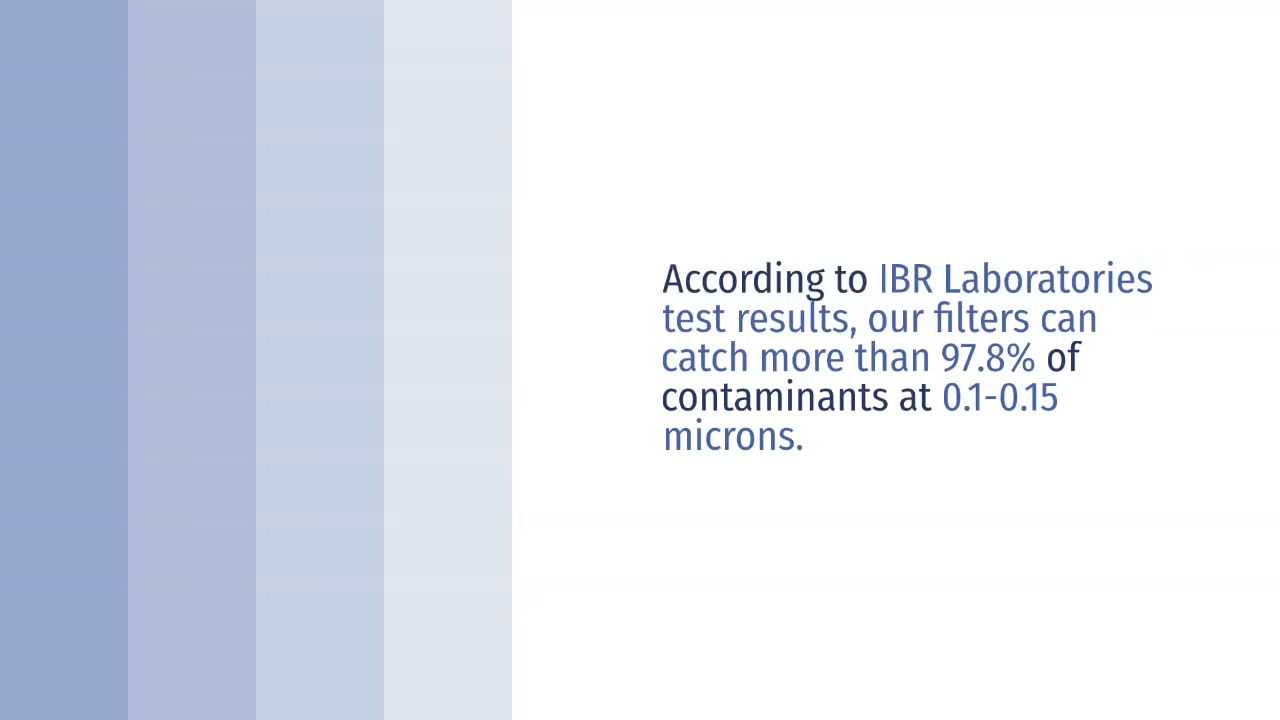 According to IBR Laboratories
test results, our filters can
catch more than 97.8% of
contaminants at 0.1-0.15
microns.